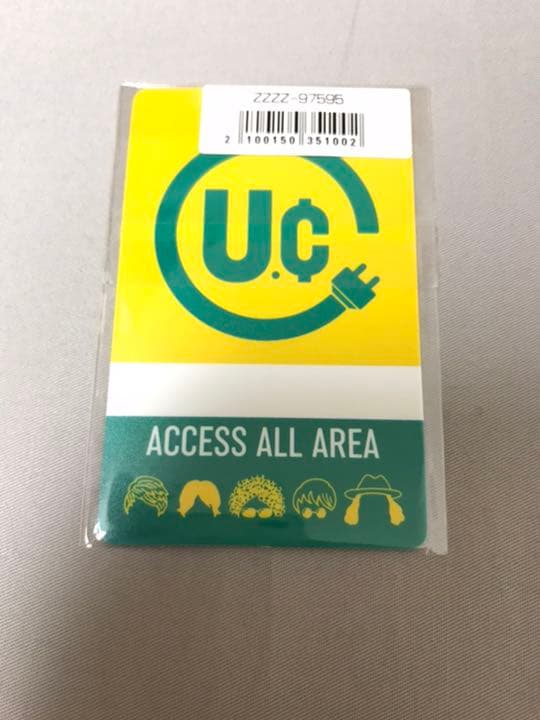 ZZZZ-97595
2 100150 351002
U.¢
ACCESS ALL AREA